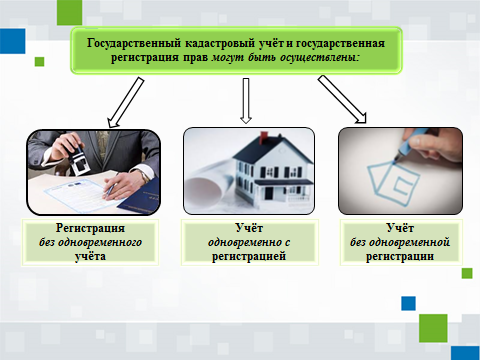 Государственный кадастровый учёт и государственная
регистрация прав могут быть осуществлены:
Регистрация
без одновременного
учёта
Учёт
одновременно с
регистрацией
Учёт
без одновременной
регистрации